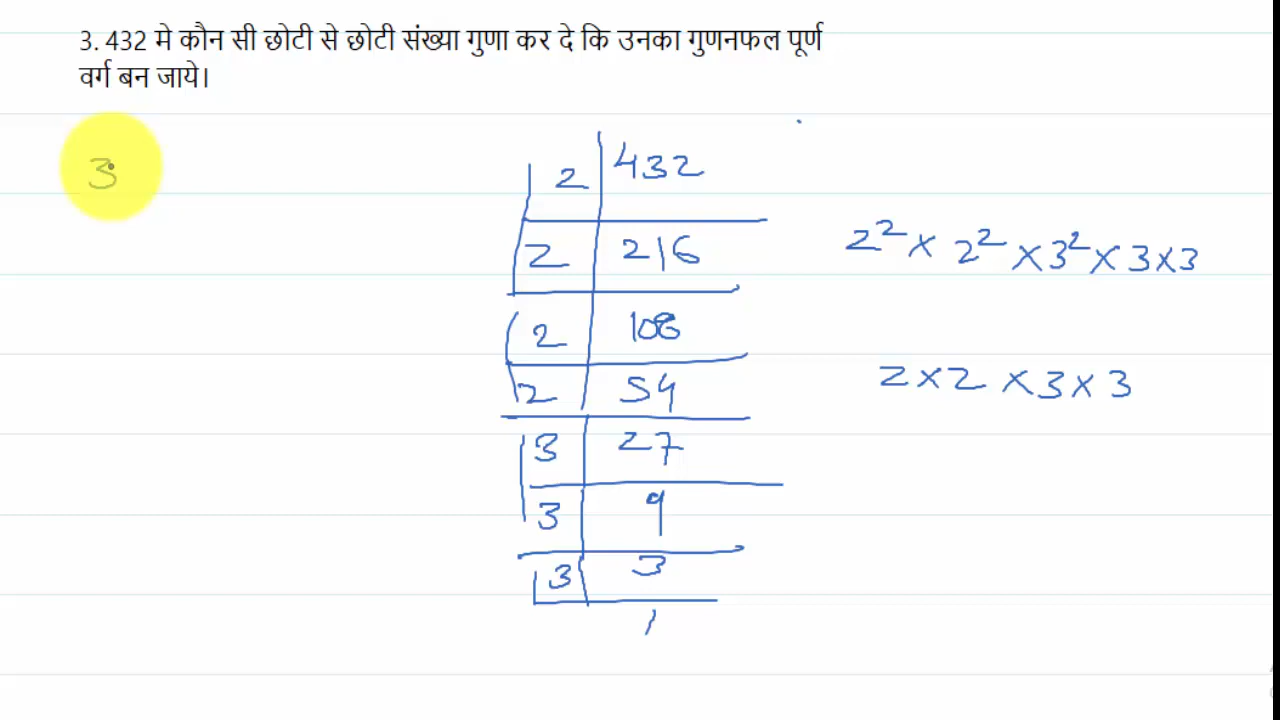 3. 432 मे कौन सी छोटी से छोटी संख्या गुणा कर दे कि उनका गुणनफल पूर्ण
वर्ग बन जाये।
3
2 432
2 216
2 108
2 54
3 27
3 9
3 3
1
2² × 2² × 3² × 3 × 3
2 × 2 × 3 × 3